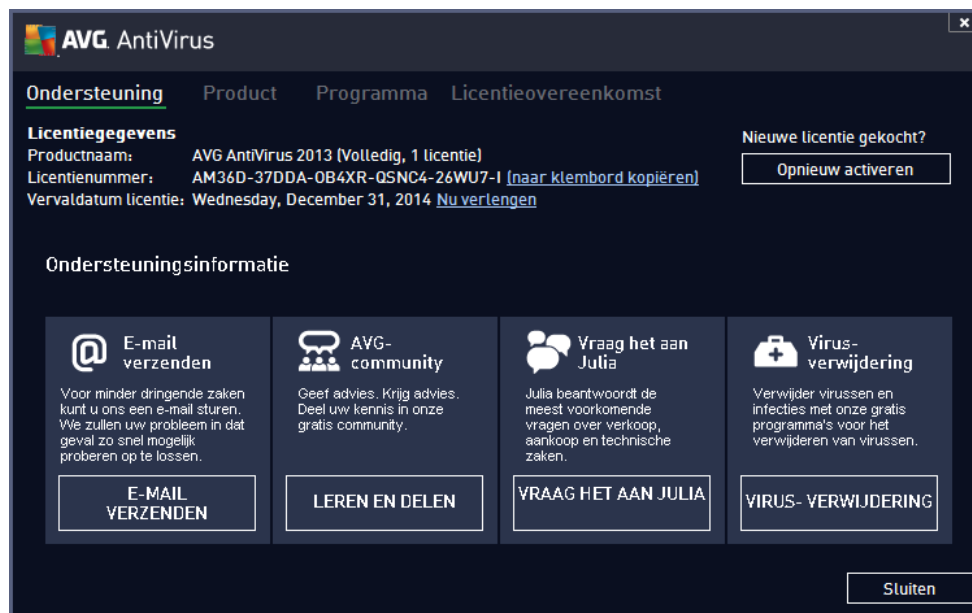 AVG. AntiVirus
x
Ondersteuning Product Programma Licentieovereenkomst
Licentiegegevens
Productnaam: AVG AntiVirus 2013 (Volledig, 1 licentie)
Licentienummer: AM36D-37DDA-OB4XR-QSNC4-26WU7-I (naar klembord kopiëren)
Vervaldatum licentie: Wednesday, December 31, 2014 Nu verlengen
Nieuwe licentie gekocht?
Opnieuw activeren
Ondersteuningsinformatie
E-mail
verzenden
Voor minder dringende zaken
kunt u ons een e-mail sturen.
We zullen uw probleem in dat
geval zo snel mogelijk
proberen op te lossen.
E-MAIL
VERZENDEN
AVG-
community
Geef advies. Krijg advies.
Deel uw kennis in onze
gratis community.
LEREN EN DELEN
Vraag het aan
Julia
Julia beantwoordt de
meest voorkomende
vragen over verkoop,
aankoop en technische
zaken.
VRAAG HET AAN JULIA
Virus-
verwijdering
Verwijder virussen en
infecties met onze gratis
programma's voor het
verwijderen van virussen.
VIRUS- VERWIJDERING
Sluiten